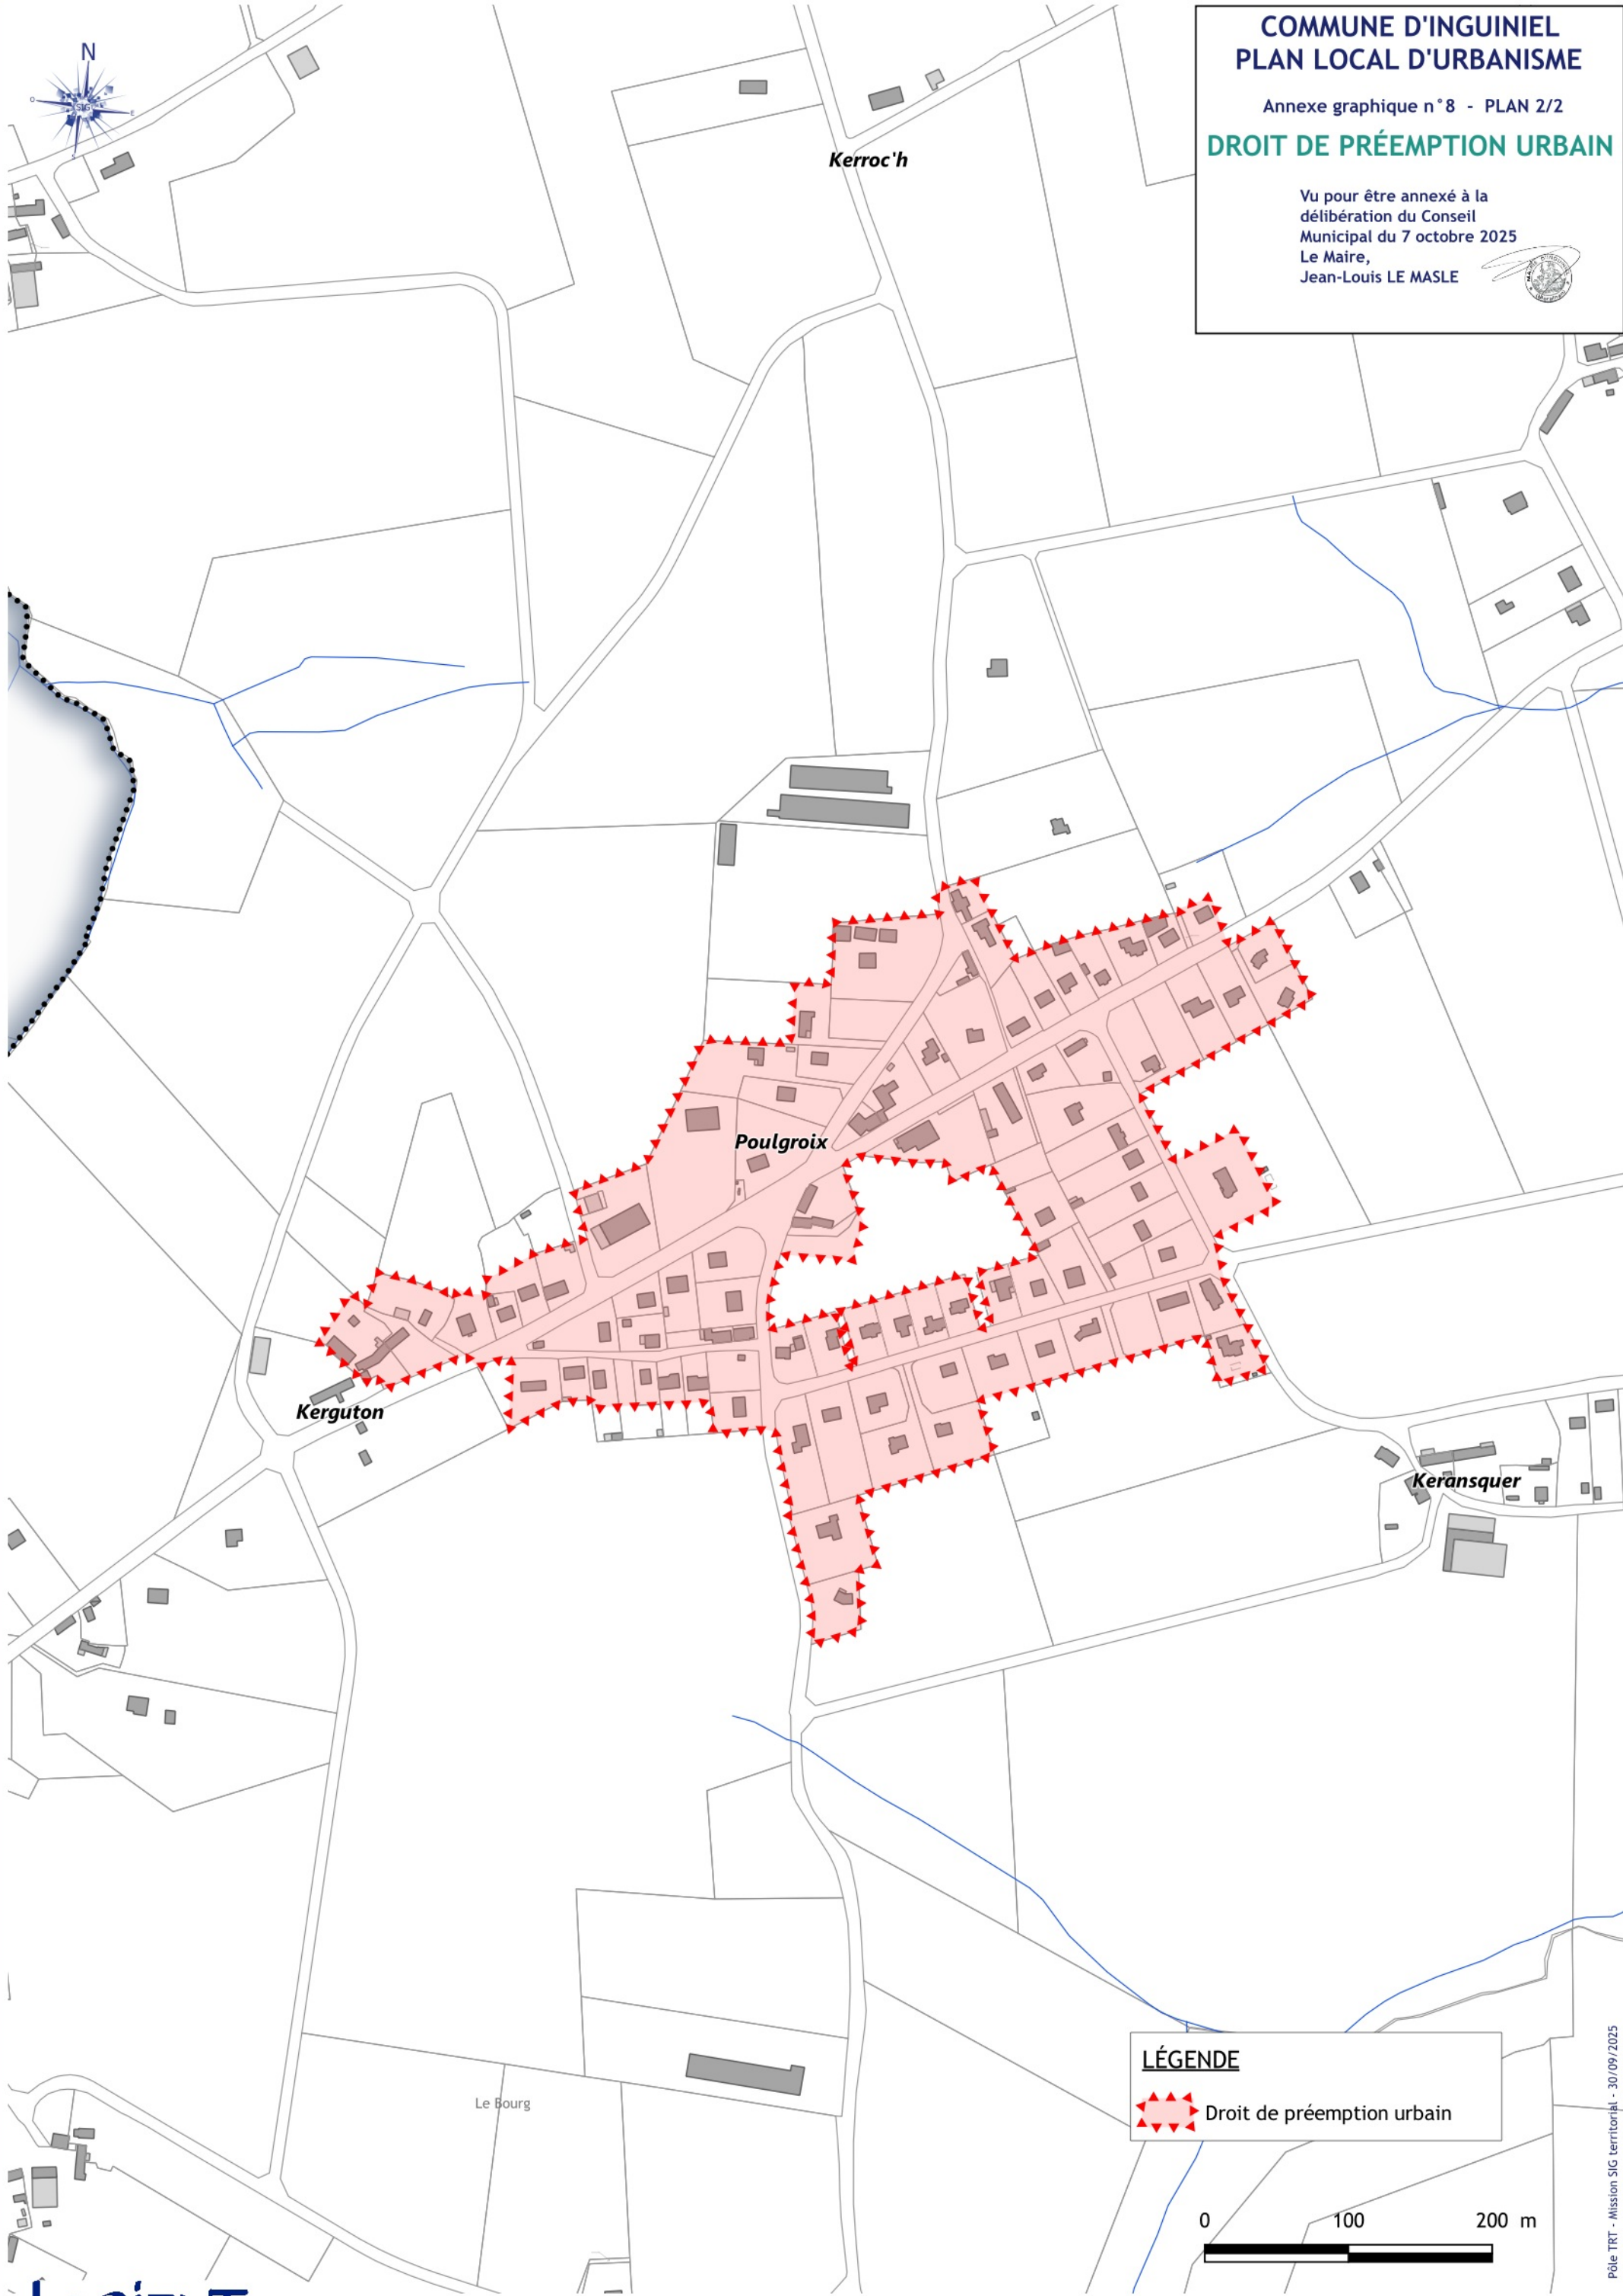 COMMUNE D'INGUINIEL
PLAN LOCAL D'URBANISME
Annexe graphique n°8 - PLAN 2/2
DROIT DE PRÉEMPTION URBAIN
Vu pour être annexé à la
délibération du Conseil
Municipal du 7 octobre 2025
Le Maire,
Jean-Louis LE MASLE
N
O
SIG
E
S
Kerroc'h
Poulgroix
Kerguton
Keransquer
Le Bourg
LÉGENDE
Droit de préemption urbain
0 100 200 m
Pôle TRT - Mission SIG territorial - 30/09/2025